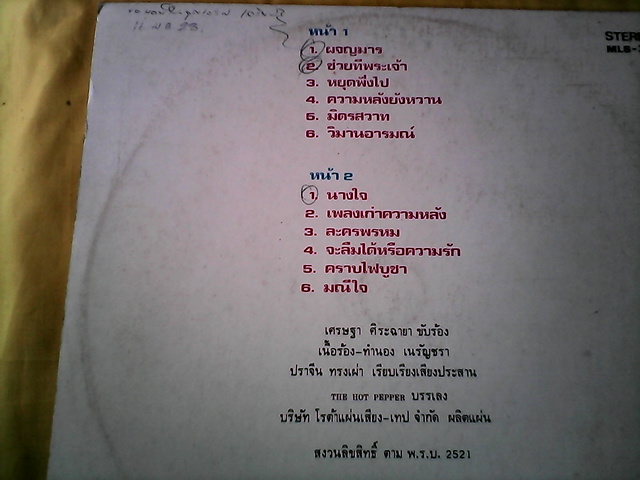 หน้า 1
1. ผจญมาร
2. ช่วยทีพระเจ้า
3. หยุดพึงไป
4. ความหลังยังหวาน
5. มิตรสวาท
6. วิมานอารมณ์
STEREO
MLS-
หน้า 2
1. นางใจ
2. เพลงเก่าความหลัง
3. ละครพรหม
4. จะลืมได้หรือความรัก
5. คราบไฟบูชา
6. มณีใจ
เศรษฐา ศิระฉายา ขับร้อง
เนื้อร้อง-ทำนอง เนรัญชรา
ปราจีน ทรงเผ่า เรียบเรียงเสียงประสาน
THE HOT PEPPER บรรเลง
บริษัท โรต้าแผ่นเสียง-เทป จำกัด ผลิตแผ่น
สงวนลิขสิทธิ์ ตาม พ.ร.บ. 2521